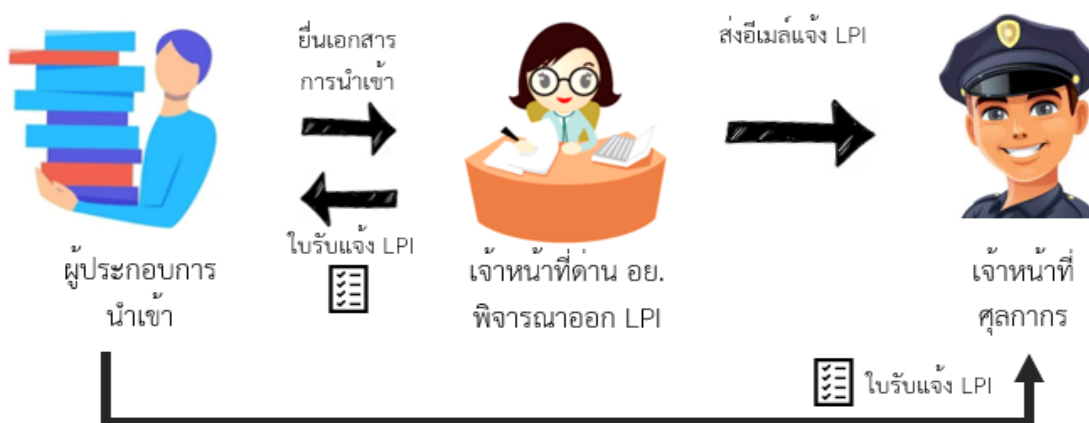 ยื่นเอกสาร
การนำเข้า
ส่งอีเมล์แจ้ง LPI
ใบรับแจ้ง LPI
ผู้ประกอบการ
นำเข้า
เจ้าหน้าที่ด่าน อย.
พิจารณาออก LPI
เจ้าหน้าที่
ศุลกากร
ใบรับแจ้ง LPI